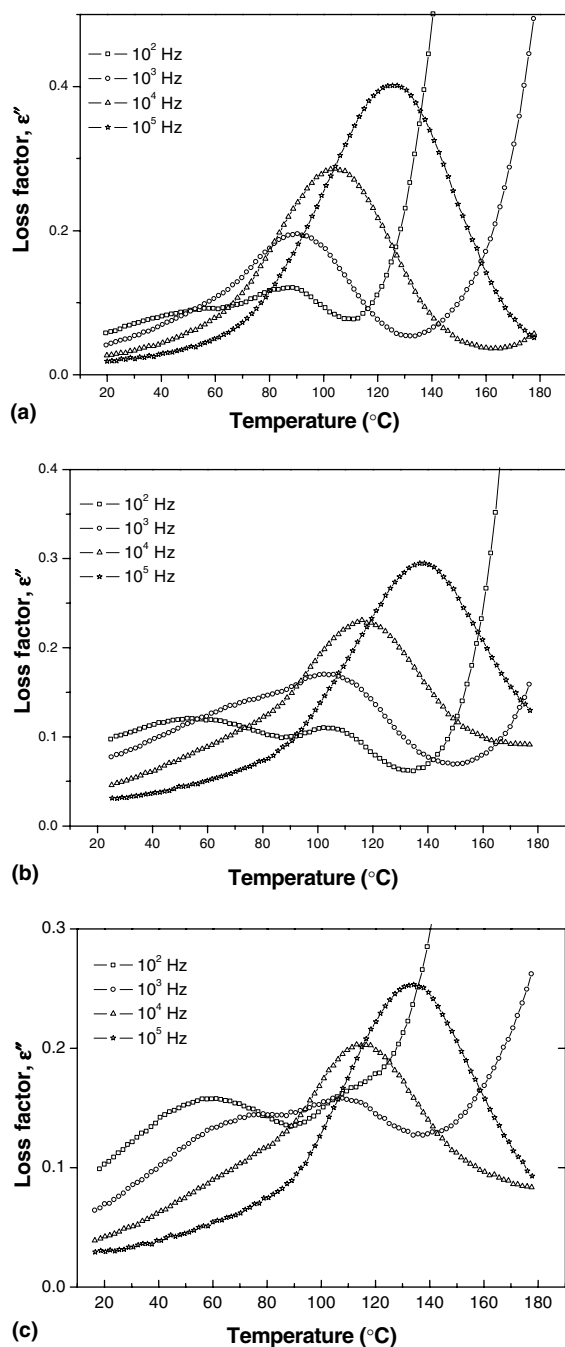 0.4
0.2
0.0
Loss factor, ε″
10² Hz
10³ Hz
10⁴ Hz
10⁵ Hz
20 40 60 80 100 120 140 160 180
Temperature (°C)
(a)
0.4
0.3
0.2
0.1
0.0
Loss factor, ε″
10² Hz
10³ Hz
10⁴ Hz
10⁵ Hz
20 40 60 80 100 120 140 160 180
Temperature (°C)
(b)
0.3
0.2
0.1
0.0
Loss factor, ε″
10² Hz
10³ Hz
10⁴ Hz
10⁵ Hz
20 40 60 80 100 120 140 160 180
Temperature (°C)
(c)